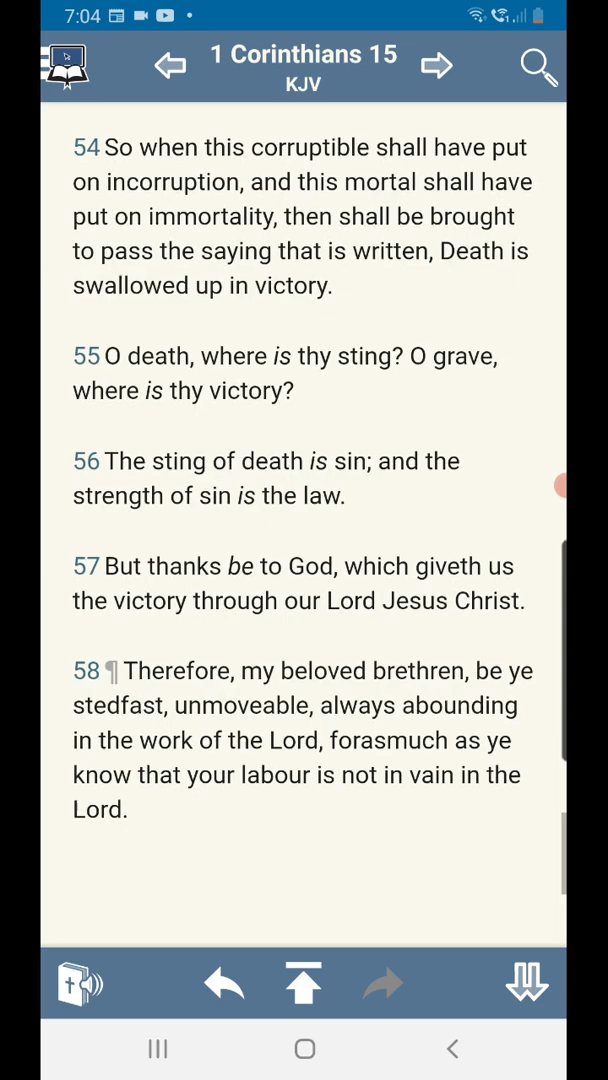 7:04
1 Corinthians 15
KJV
54 So when this corruptible shall have put
on incorruption, and this mortal shall have
put on immortality, then shall be brought
to pass the saying that is written, Death is
swallowed up in victory.
55 O death, where is thy sting? O grave,
where is thy victory?
56 The sting of death is sin; and the
strength of sin is the law.
57 But thanks be to God, which giveth us
the victory through our Lord Jesus Christ.
58 ¶ Therefore, my beloved brethren, be ye
stedfast, unmoveable, always abounding
in the work of the Lord, forasmuch as ye
know that your labour is not in vain in the
Lord.